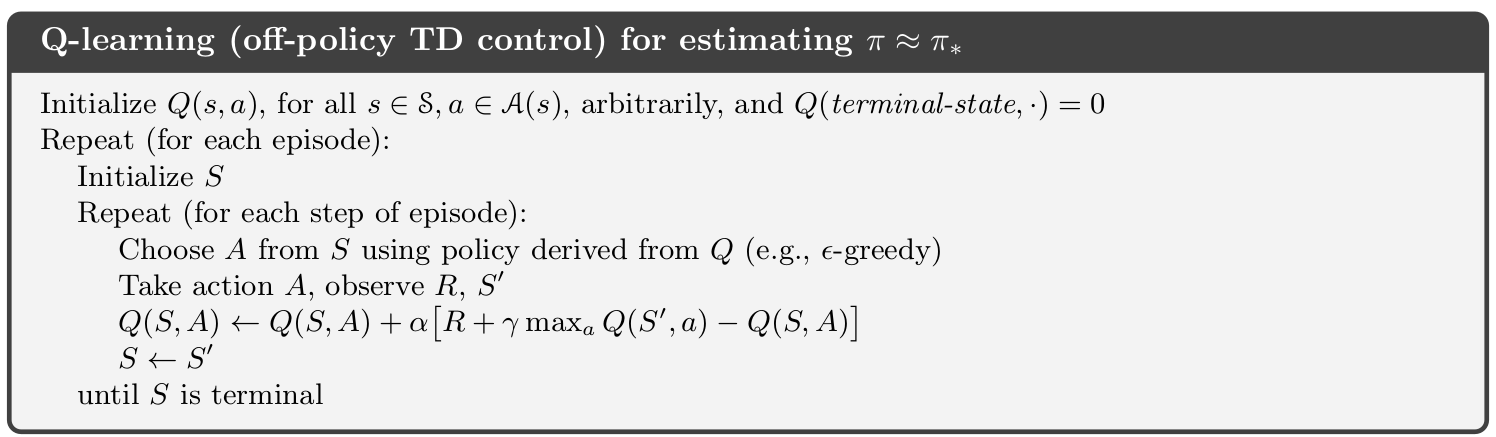 Q-learning (off-policy TD control) for estimating π ≈ π∗
Initialize Q(s, a), for all s ∈ 𝒮, a ∈ 𝒜(s), arbitrarily, and Q(terminal-state, ·) = 0
Repeat (for each episode):
Initialize S
Repeat (for each step of episode):
Choose A from S using policy derived from Q (e.g., ϵ-greedy)
Take action A, observe R, S′
Q(S, A) ← Q(S, A) + α[R + γ maxₐ Q(S′, a) − Q(S, A)]
S ← S′
until S is terminal